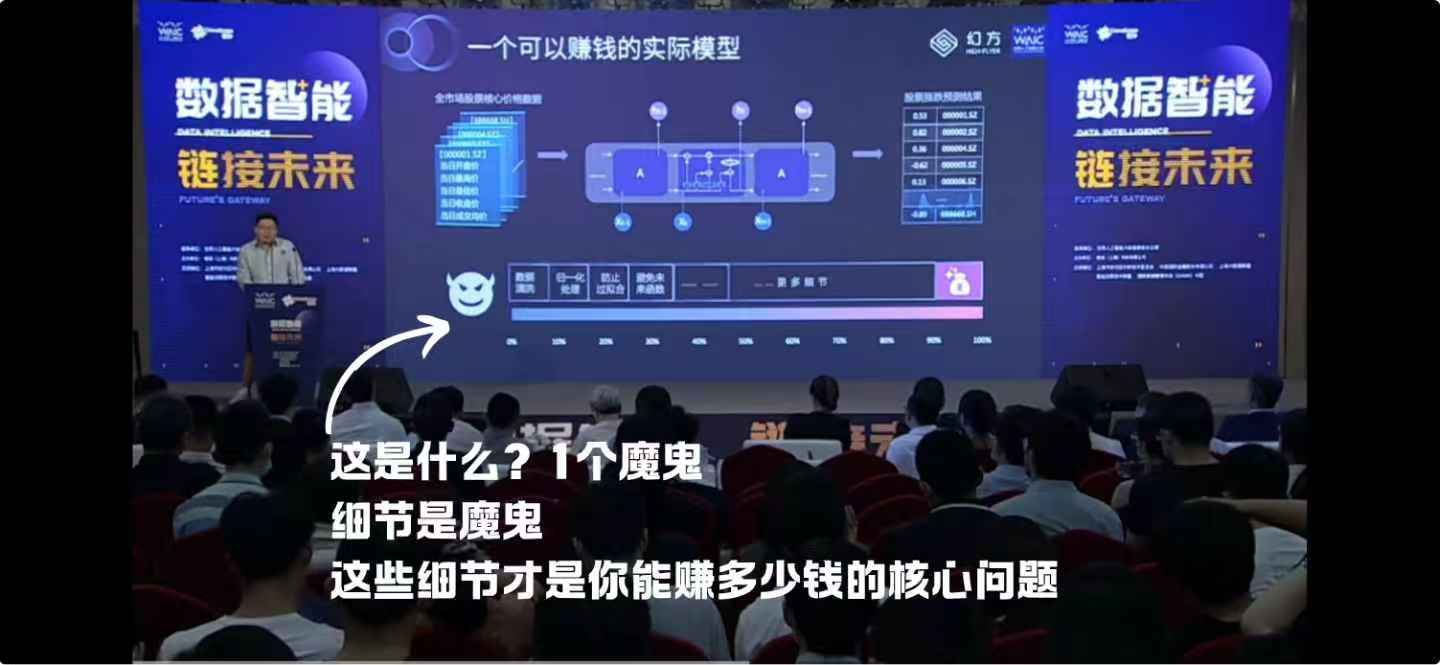 WAIC
数据智能
DATA INTELLIGENCE
链接未来
FUTURE'S GATEWAY
一个可以赚钱的实际模型
幻方
HIGH-FLYER
WAIC
全市场股票核心价格数据
[688668.SH]
[000004.SZ]
[000001.SZ]
当日开盘价
当日最高价
当日最低价
当日收盘价
当日成交均价
A
A
股票涨跌预测结果
0.53 000001.SZ
0.82 000002.SZ
0.36 000004.SZ
-0.62 000005.SZ
0.13 000006.SZ
-0.80 688668.SH
数据清洗
归一化处理
防止过拟合
避免未来函数
更多细节
0% 10% 20% 30% 40% 50% 60% 70% 80% 90% 100%
WAIC
数据智能
DATA INTELLIGENCE
链接未来
FUTURE'S GATEWAY
WAIC
这是什么？1个魔鬼
细节是魔鬼
这些细节才是你能赚多少钱的核心问题